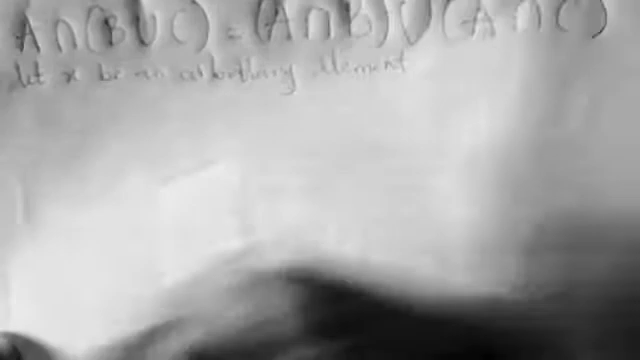 A∩(B∪C) = (A∩B)∪(A∩C)
let x be an arbitrary element